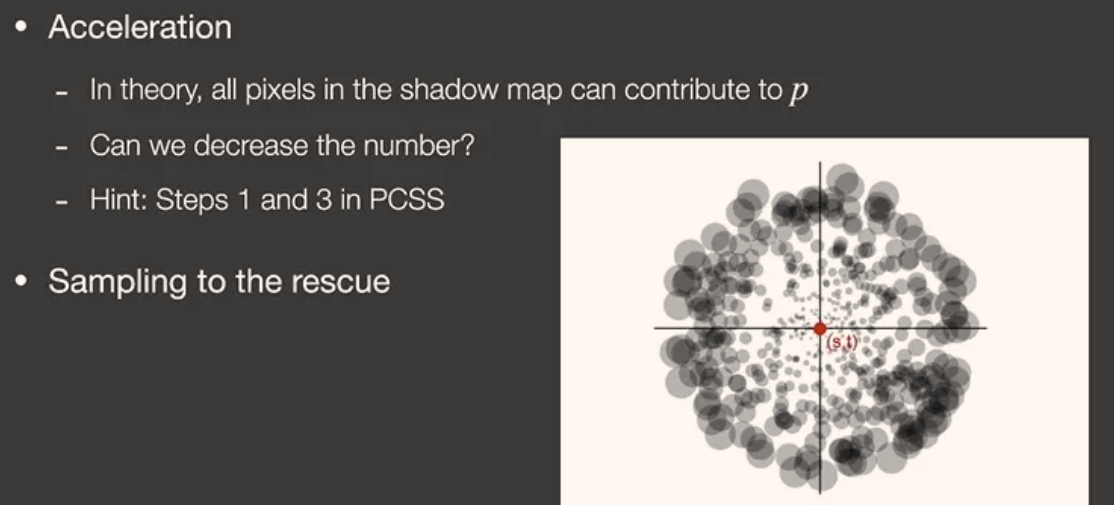 • Acceleration
- In theory, all pixels in the shadow map can contribute to p
- Can we decrease the number?
- Hint: Steps 1 and 3 in PCSS
• Sampling to the rescue
(s,t)